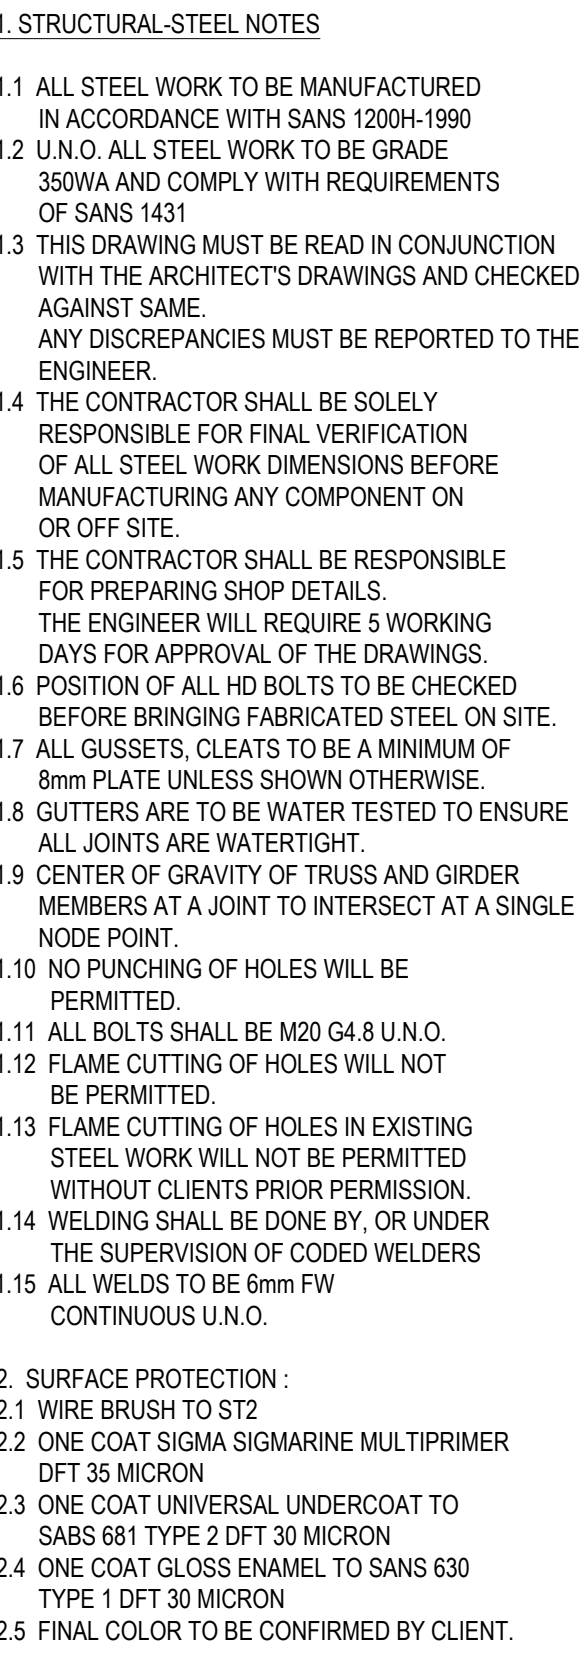 1. STRUCTURAL-STEEL NOTES
1.1 ALL STEEL WORK TO BE MANUFACTURED
IN ACCORDANCE WITH SANS 1200H-1990
1.2 U.N.O. ALL STEEL WORK TO BE GRADE
350WA AND COMPLY WITH REQUIREMENTS
OF SANS 1431
1.3 THIS DRAWING MUST BE READ IN CONJUNCTION
WITH THE ARCHITECT'S DRAWINGS AND CHECKED
AGAINST SAME.
ANY DISCREPANCIES MUST BE REPORTED TO THE
ENGINEER.
1.4 THE CONTRACTOR SHALL BE SOLELY
RESPONSIBLE FOR FINAL VERIFICATION
OF ALL STEEL WORK DIMENSIONS BEFORE
MANUFACTURING ANY COMPONENT ON
OR OFF SITE.
1.5 THE CONTRACTOR SHALL BE RESPONSIBLE
FOR PREPARING SHOP DETAILS.
THE ENGINEER WILL REQUIRE 5 WORKING
DAYS FOR APPROVAL OF THE DRAWINGS.
1.6 POSITION OF ALL HD BOLTS TO BE CHECKED
BEFORE BRINGING FABRICATED STEEL ON SITE.
1.7 ALL GUSSETS, CLEATS TO BE A MINIMUM OF
8mm PLATE UNLESS SHOWN OTHERWISE.
1.8 GUTTERS ARE TO BE WATER TESTED TO ENSURE
ALL JOINTS ARE WATERTIGHT.
1.9 CENTER OF GRAVITY OF TRUSS AND GIRDER
MEMBERS AT A JOINT TO INTERSECT AT A SINGLE
NODE POINT.
1.10 NO PUNCHING OF HOLES WILL BE
PERMITTED.
1.11 ALL BOLTS SHALL BE M20 G4.8 U.N.O.
1.12 FLAME CUTTING OF HOLES WILL NOT
BE PERMITTED.
1.13 FLAME CUTTING OF HOLES IN EXISTING
STEEL WORK WILL NOT BE PERMITTED
WITHOUT CLIENTS PRIOR PERMISSION.
1.14 WELDING SHALL BE DONE BY, OR UNDER
THE SUPERVISION OF CODED WELDERS
1.15 ALL WELDS TO BE 6mm FW
CONTINUOUS U.N.O.
2. SURFACE PROTECTION :
2.1 WIRE BRUSH TO ST2
2.2 ONE COAT SIGMA SIGMARINE MULTIPRIMER
DFT 35 MICRON
2.3 ONE COAT UNIVERSAL UNDERCOAT TO
SABS 681 TYPE 2 DFT 30 MICRON
2.4 ONE COAT GLOSS ENAMEL TO SANS 630
TYPE 1 DFT 30 MICRON
2.5 FINAL COLOR TO BE CONFIRMED BY CLIENT.